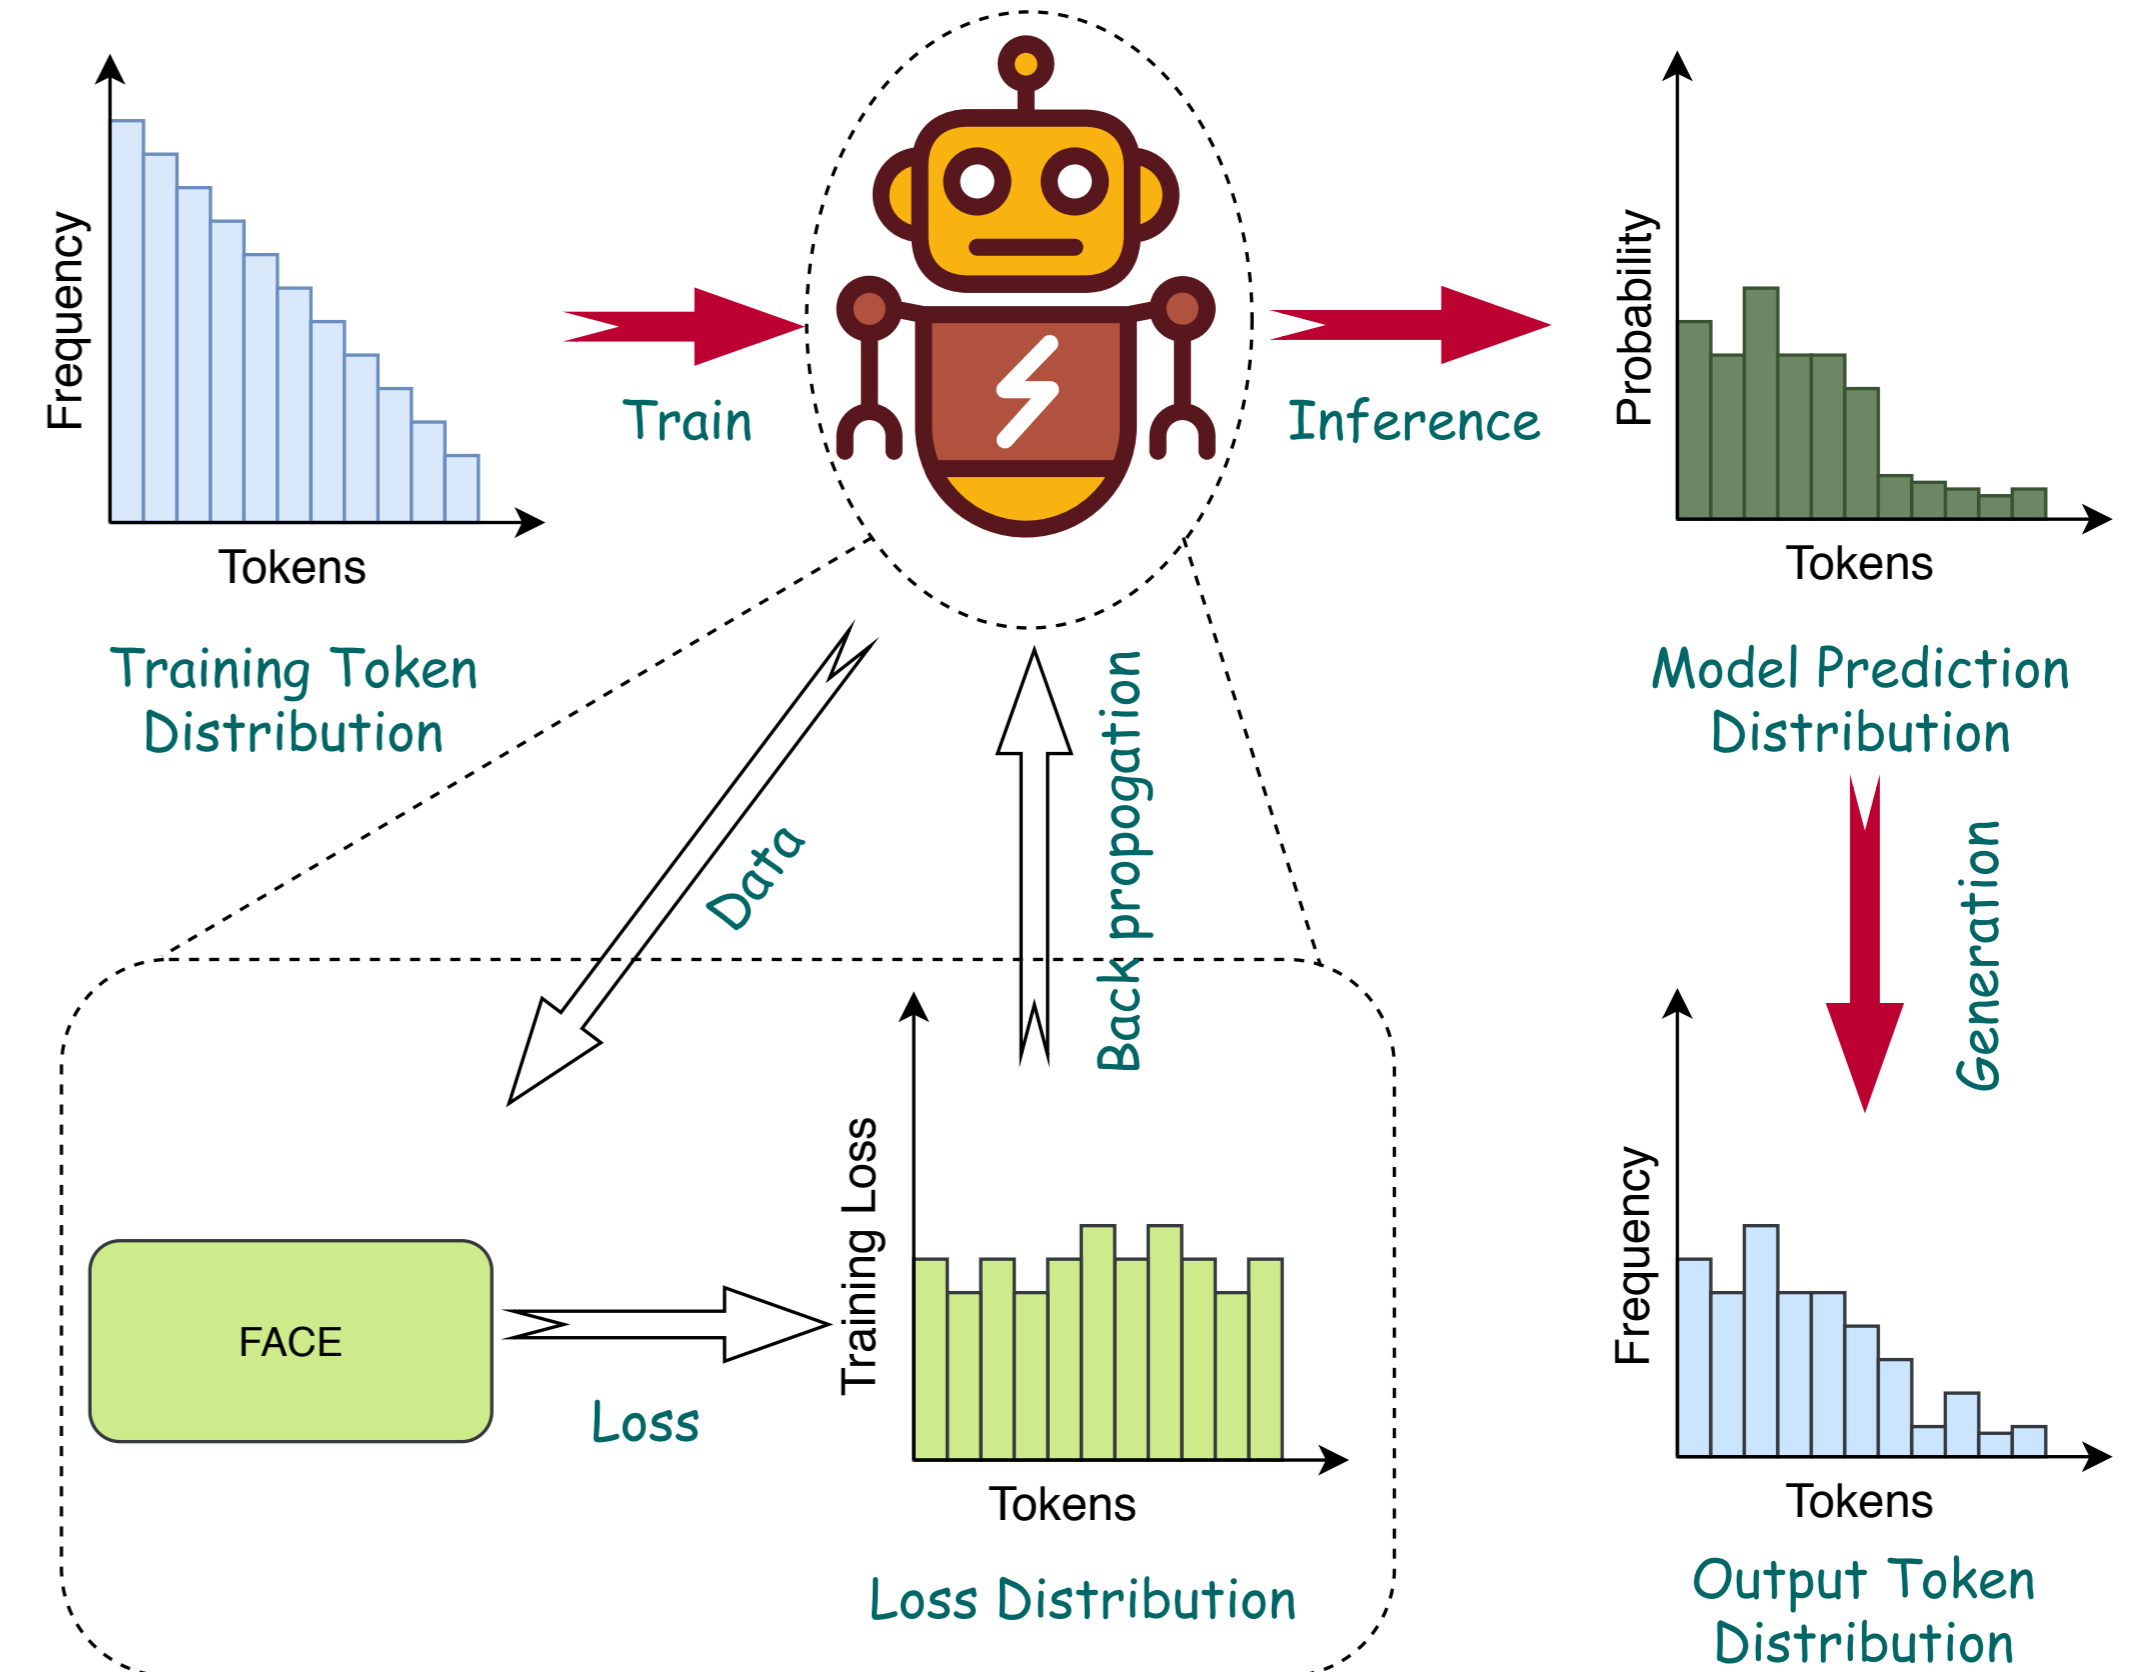 Frequency
Tokens
Training Token
Distribution
Train
Inference
Probability
Tokens
Model Prediction
Distribution
Data
Back propogation
Generation
FACE
Loss
Training Loss
Tokens
Loss Distribution
Frequency
Tokens
Output Token
Distribution